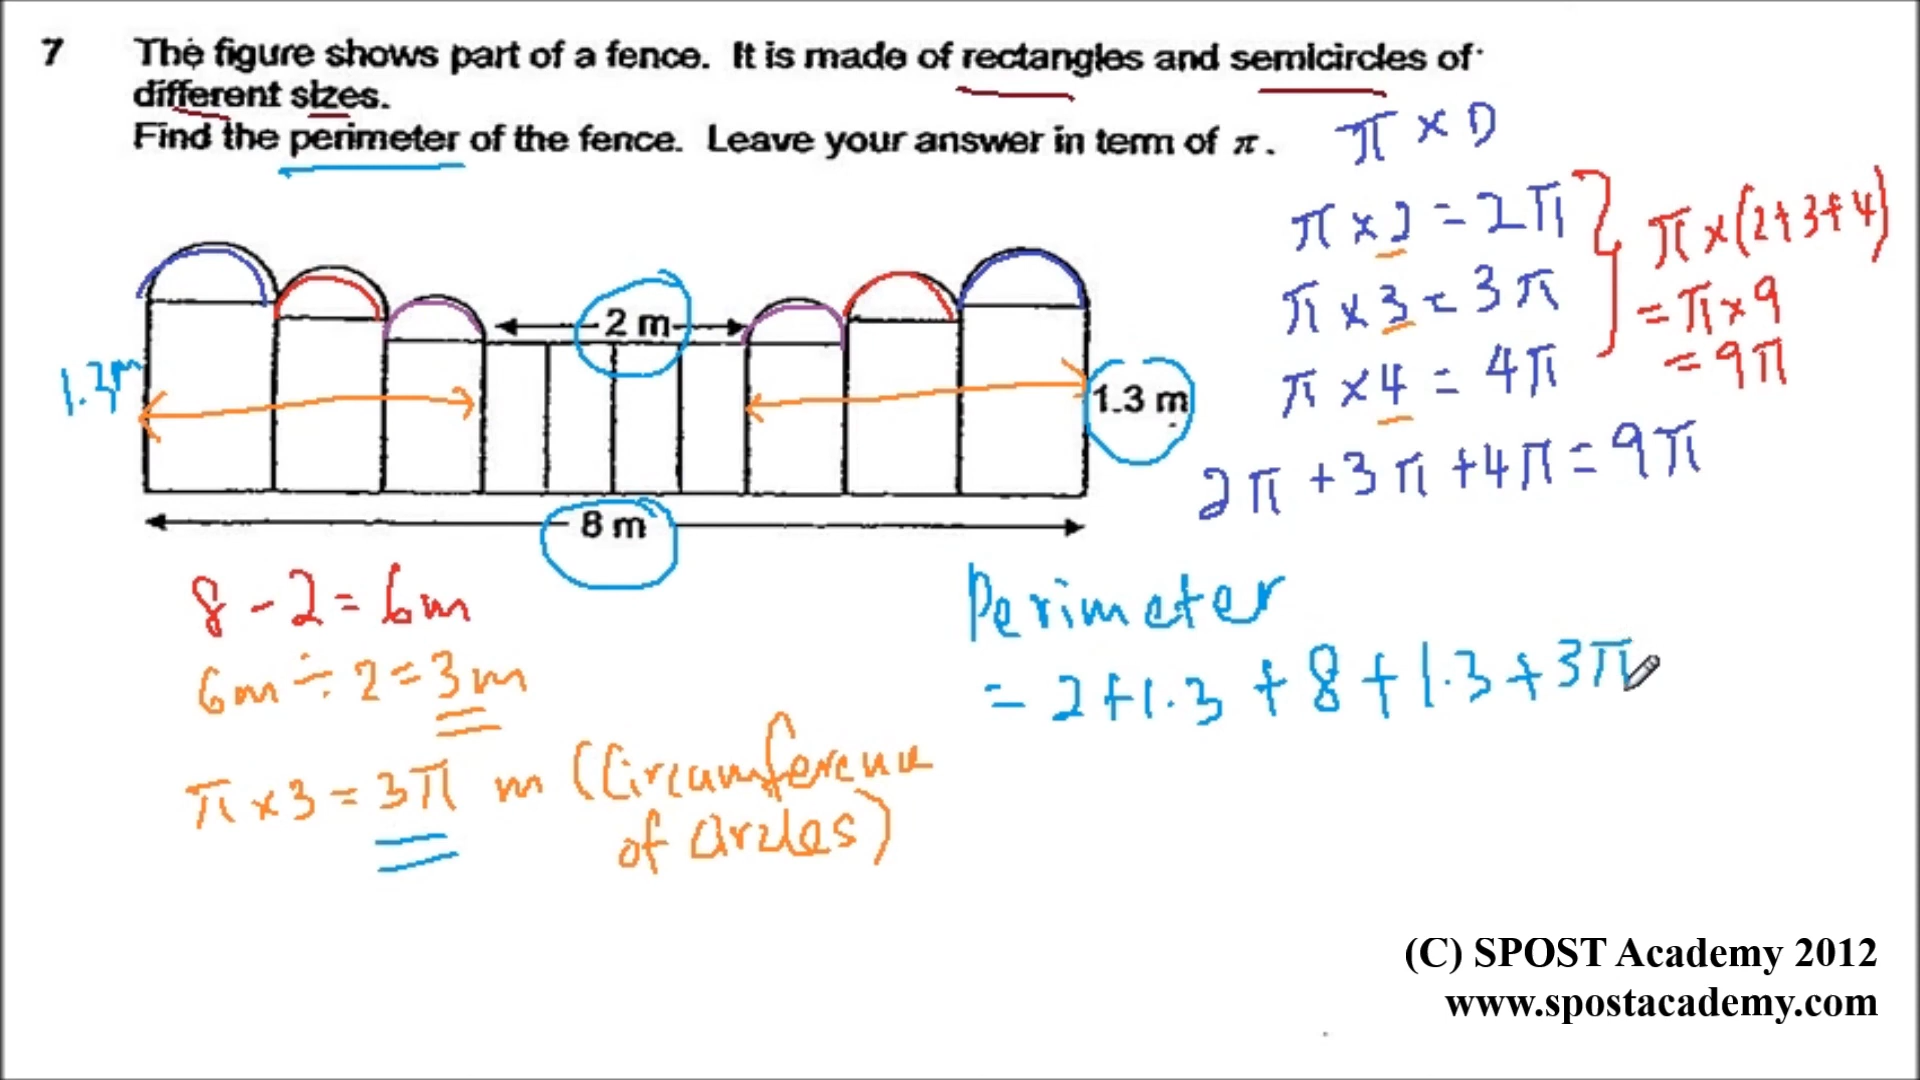 7 The figure shows part of a fence. It is made of rectangles and semicircles of
different sizes.
Find the perimeter of the fence. Leave your answer in term of π.
π × D
π × 2 = 2π
π × 3 = 3π
π × 4 = 4π
2π + 3π + 4π = 9π
π × (2+3+4)
= π × 9
= 9π
2 m
1.3m
1.3 m
8 m
8 - 2 = 6m
6m ÷ 2 = 3m
π × 3 = 3π m (Circumference
of circles)
Perimeter
= 2 + 1.3 + 8 + 1.3 + 3π
(C) SPOST Academy 2012
www.spostacademy.com